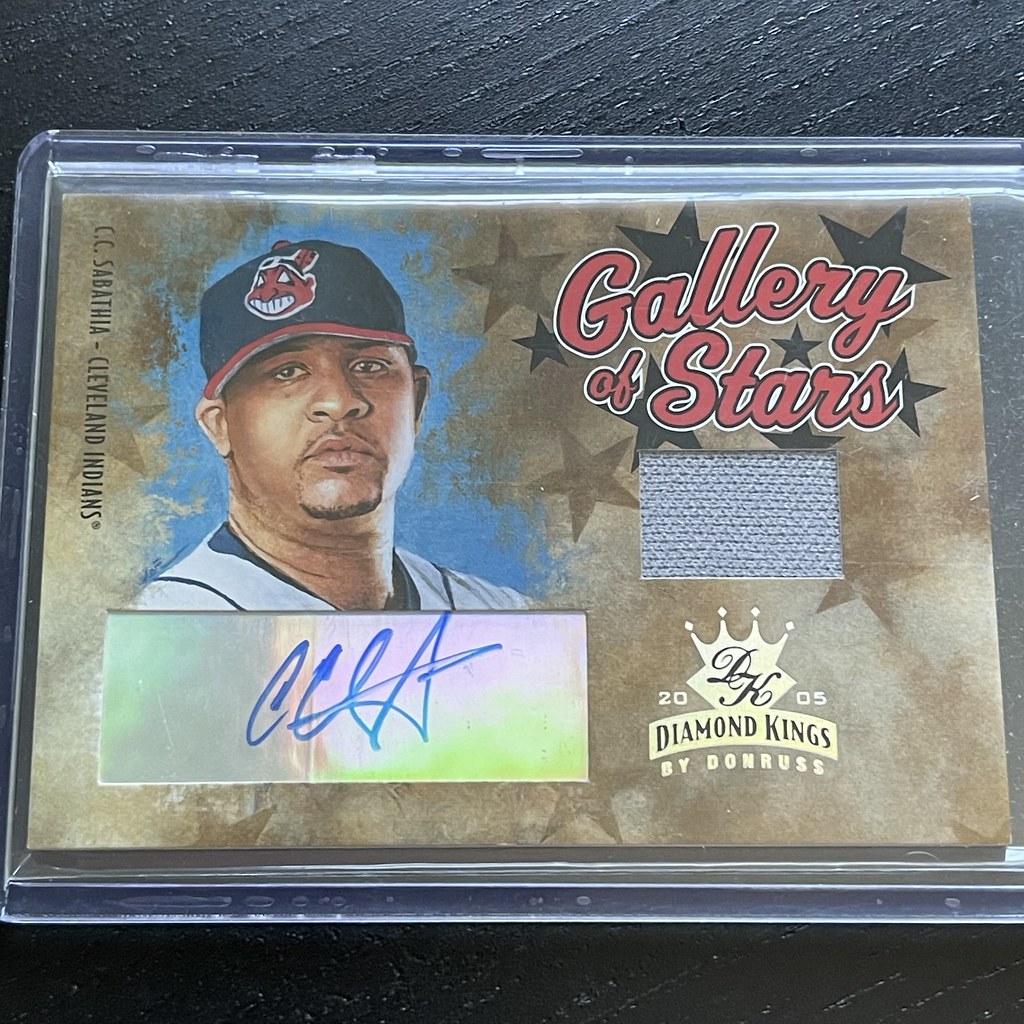 C.C. SABATHIA - CLEVELAND INDIANS®
Gallery
of Stars
DK
20 05
DIAMOND KINGS
BY DONRUSS